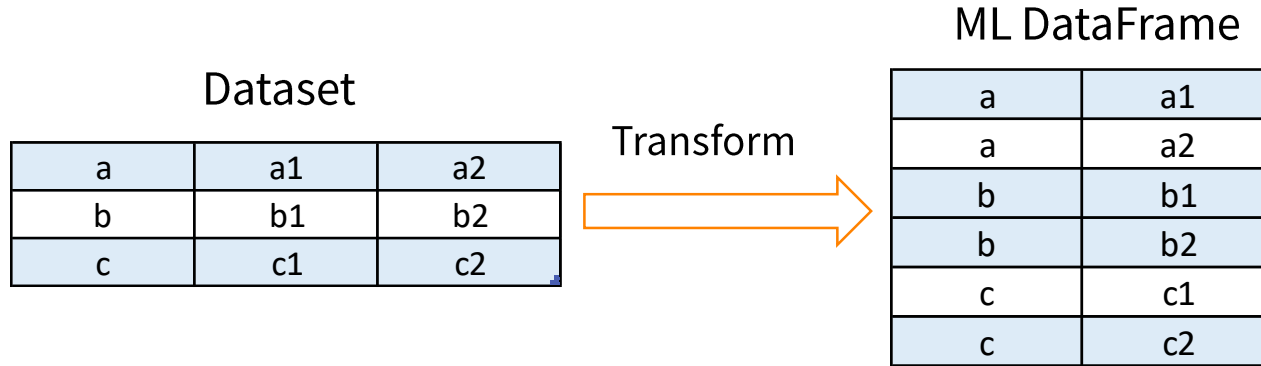 Dataset
a a1 a2
b b1 b2
c c1 c2
Transform
ML DataFrame
a a1
a a2
b b1
b b2
c c1
c c2